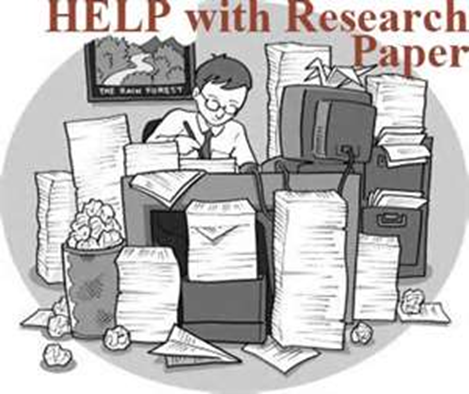 HELP with Research
Paper
THE RAIN FOREST